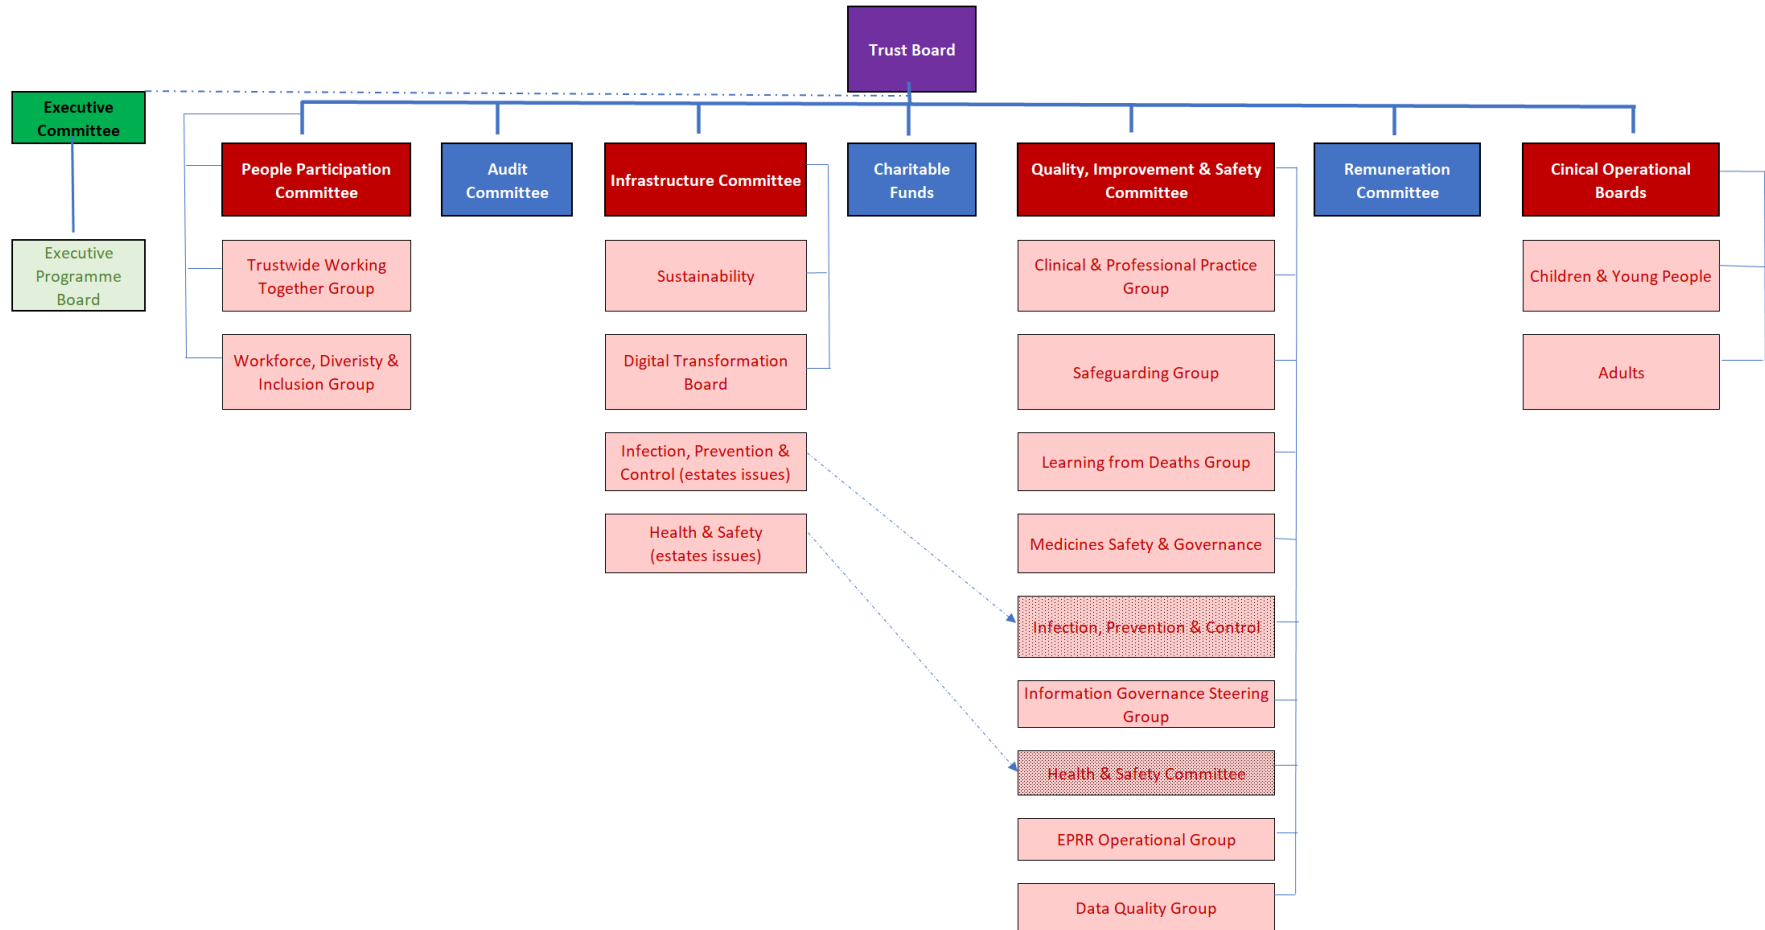 Trust Board
Executive
Committee
People Participation
Committee
Audit
Committee
Infrastructure Committee
Charitable
Funds
Quality, Improvement & Safety
Committee
Remuneration
Committee
Cinical Operational
Boards
Executive
Programme
Board
Trustwide Working
Together Group
Sustainability
Clinical & Professional Practice
Group
Children & Young People
Workforce, Diveristy &
Inclusion Group
Digital Transformation
Board
Safeguarding Group
Adults
Infection, Prevention &
Control (estates issues)
Learning from Deaths Group
Health & Safety
(estates issues)
Medicines Safety & Governance
Infection, Prevention & Control
Information Governance Steering
Group
Health & Safety Committee
EPRR Operational Group
Data Quality Group